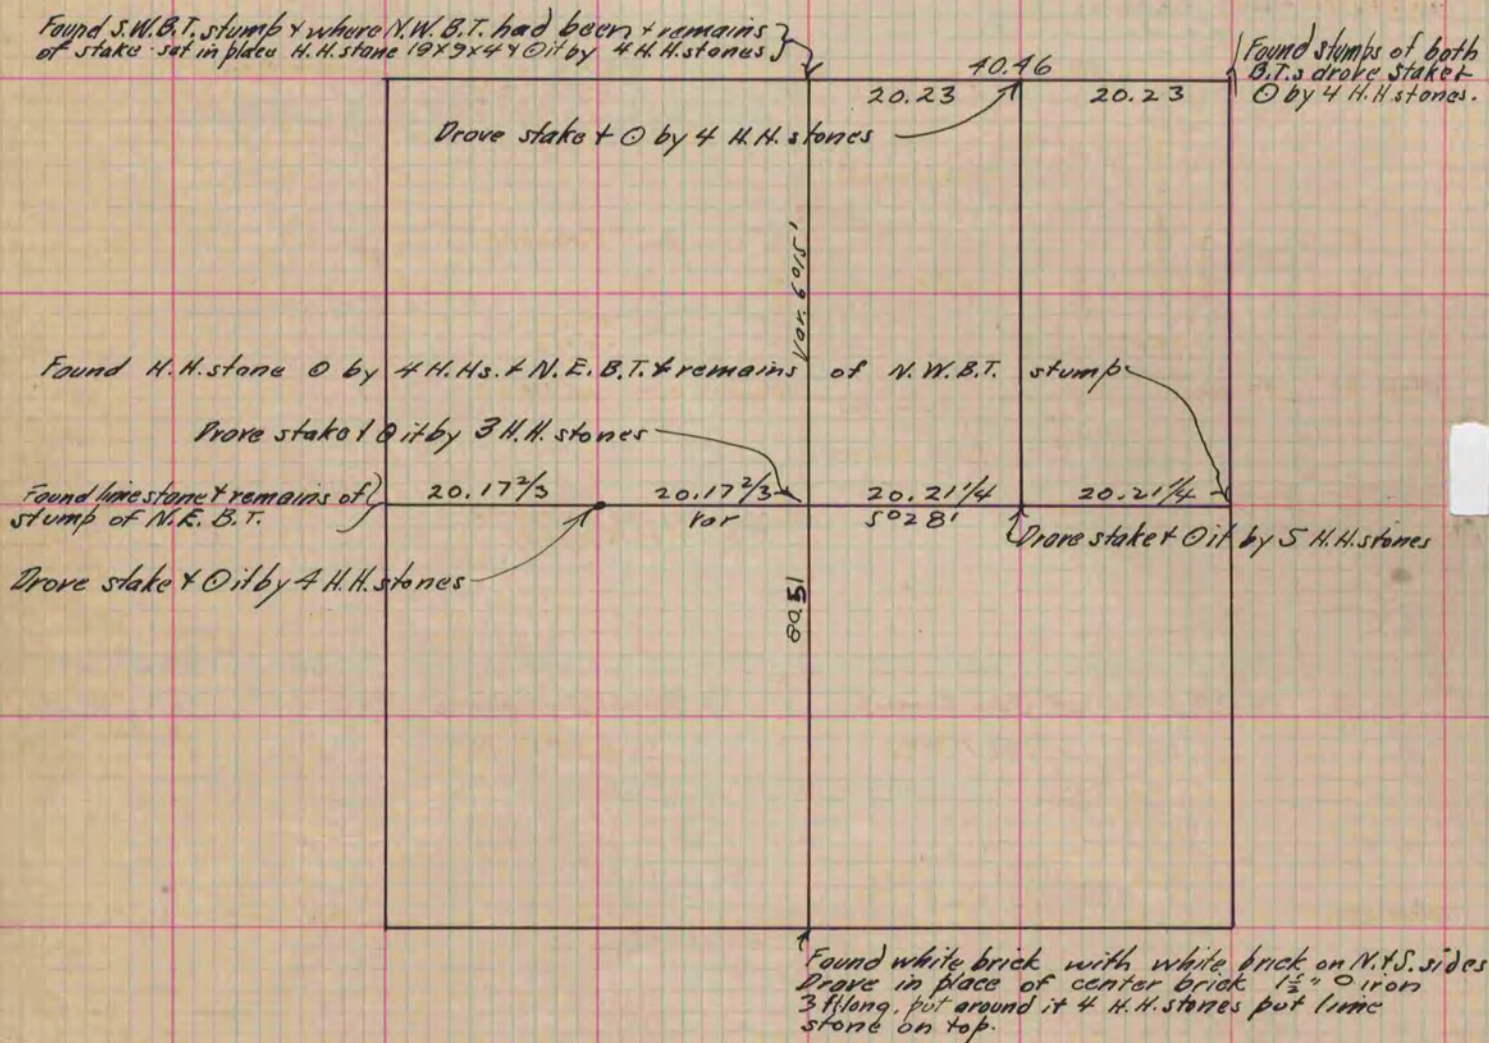 Found S.W.B.T. stump & where N.W.B.T. had been & remains
of stake set in place H.H. stone 19x9x4 & ⊙ it by 4 H.H. stones
Found stumps of both
B.T.s drove stake &
⊙ by 4 H.H. stones.
40.46
20.23 20.23
Drove stake & ⊙ by 4 H.H. stones
Var. 6°15'
Found H.H. stone ⊙ by 4 H.Hs. & N.E. B.T. & remains of N.W.B.T. stump
Drove stake & ⊙ it by 3 H.H. stones
Found lime stone & remains of
stump of N.E. B.T.
20.17 2/3 20.17 2/3 20.21 1/4 20.21 1/4
Var 5°28'
Drove stake & ⊙ it by 5 H.H. stones
Drove stake & ⊙ it by 4 H.H. stones
80.51
Found white brick with white brick on N. & S. sides
Drove in place of center brick 1½" ⊙ iron
3 ft long, put around it 4 H.H. stones put lime
stone on top.